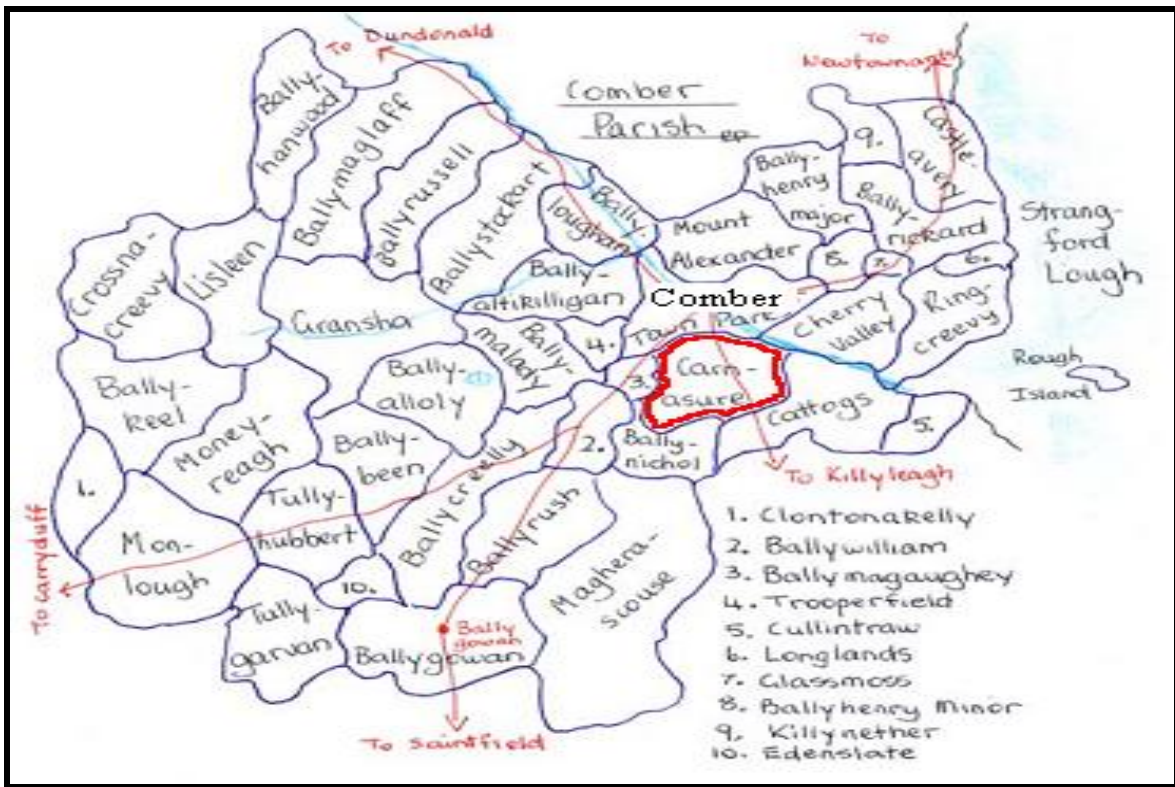 To Dundonald
To
Newtownards
Comber
Parish
Bally-
hanwood
Ballymaglaff
Ballyrussell
Ballystockart
Bally-
loughan
Mount
Alexander
Bally-
henry
major
9.
Castle-
avery
Bally-
rickard
8.
7.
6.
Strang-
ford
Lough
Crossna-
creevy
Lisleen
Gransha
Bally-
altikilligan
Comber
Town Park
Cherry
Valley
Ring-
creevy
Rough
Island
Bally-
malady
4.
3.
Carn-
asure
Cattogs
5.
Bally-
keel
Bally-
alloly
Money-
reagh
Bally-
been
2.
Bally-
nichol
To Killyleagh
1.
Mon-
lough
Tully-
hubbert
Ballycreelly
Ballyrush
Maghera-
scouse
To Carryduff
10.
Tully-
garvan
Bally
gowan
Ballygowan
To Saintfield
1. Clontonakelly
2. Ballywilliam
3. Ballymagaughey
4. Trooperfield
5. Cullintraw
6. Longlands
7. Glassmoss
8. Ballyhenry Minor
9. Killynether
10. Edenslate